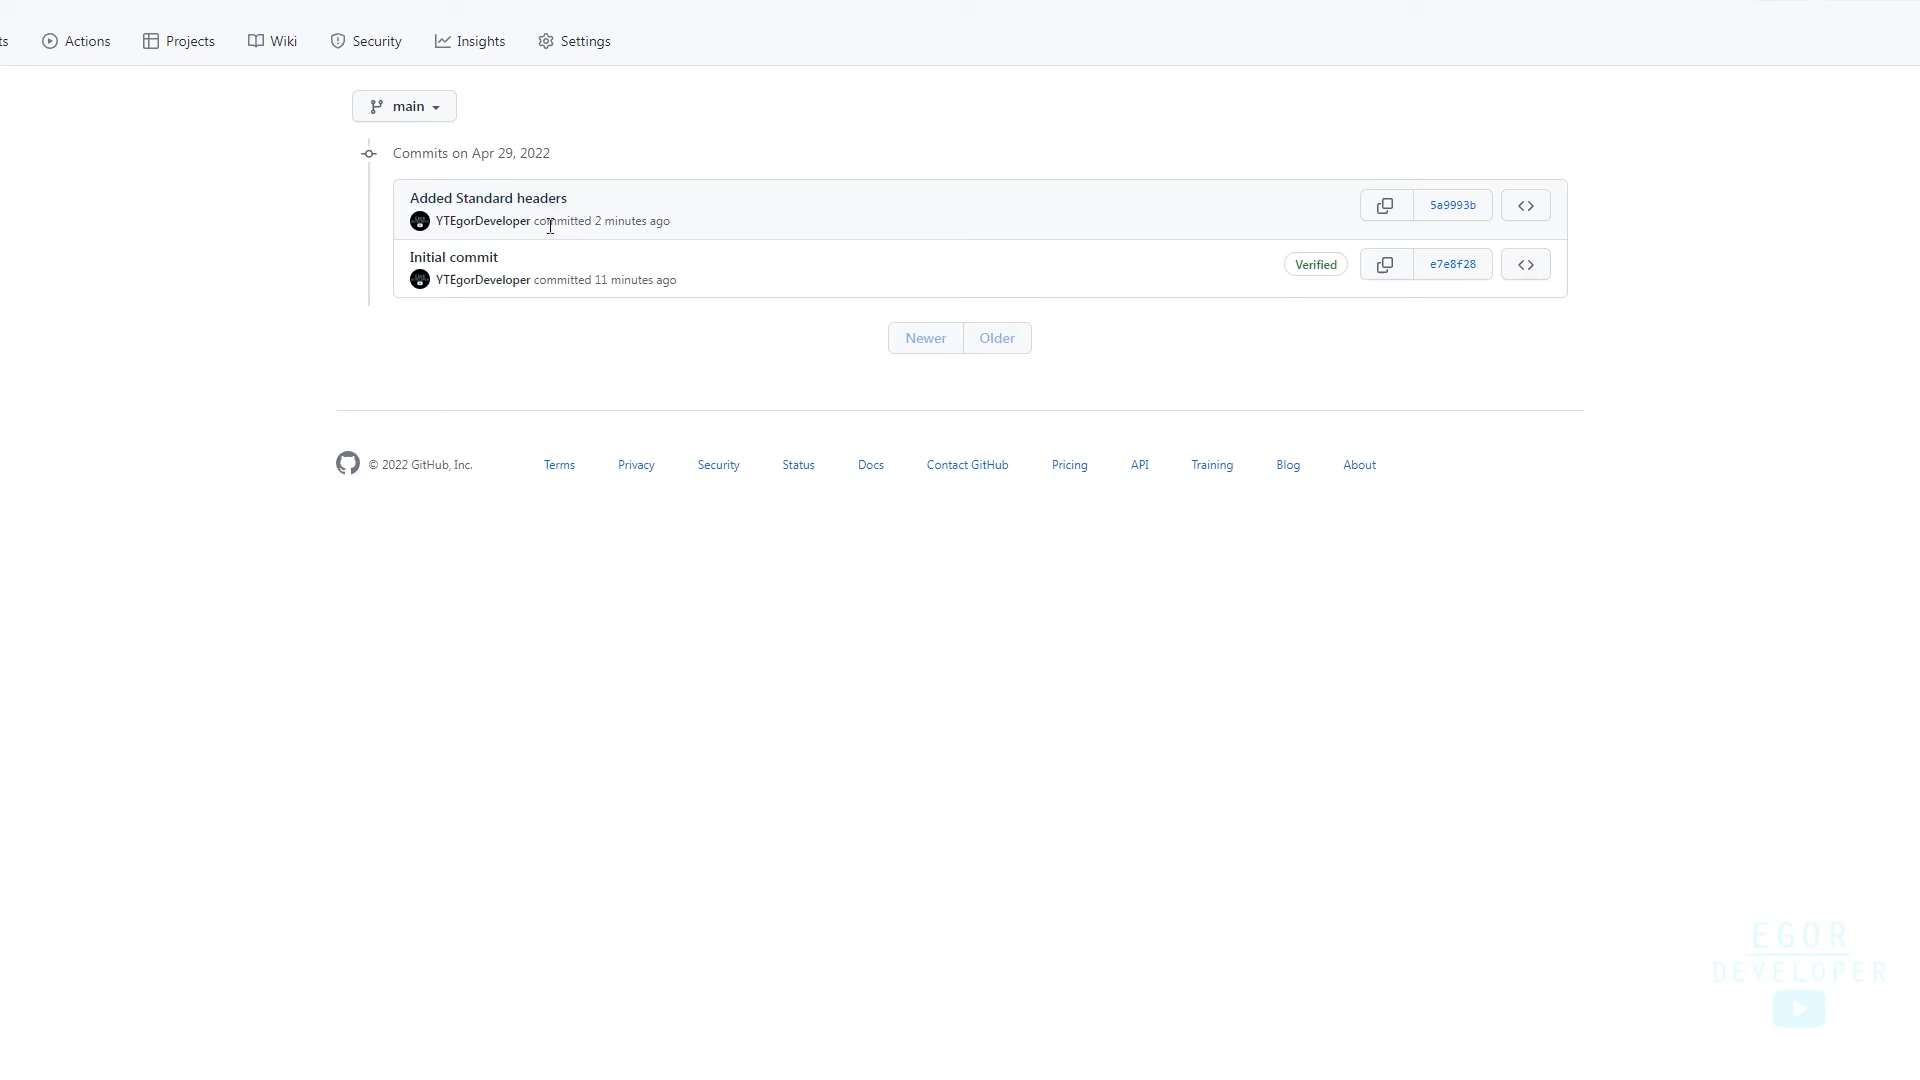 ts Actions Projects Wiki Security Insights Settings
main
Commits on Apr 29, 2022
Added Standard headers
YTEgorDeveloper committed 2 minutes ago
5a9993b
Initial commit
YTEgorDeveloper committed 11 minutes ago
Verified
e7e8f28
Newer Older
© 2022 GitHub, Inc. Terms Privacy Security Status Docs Contact GitHub Pricing API Training Blog About
EGOR
DEVELOPER